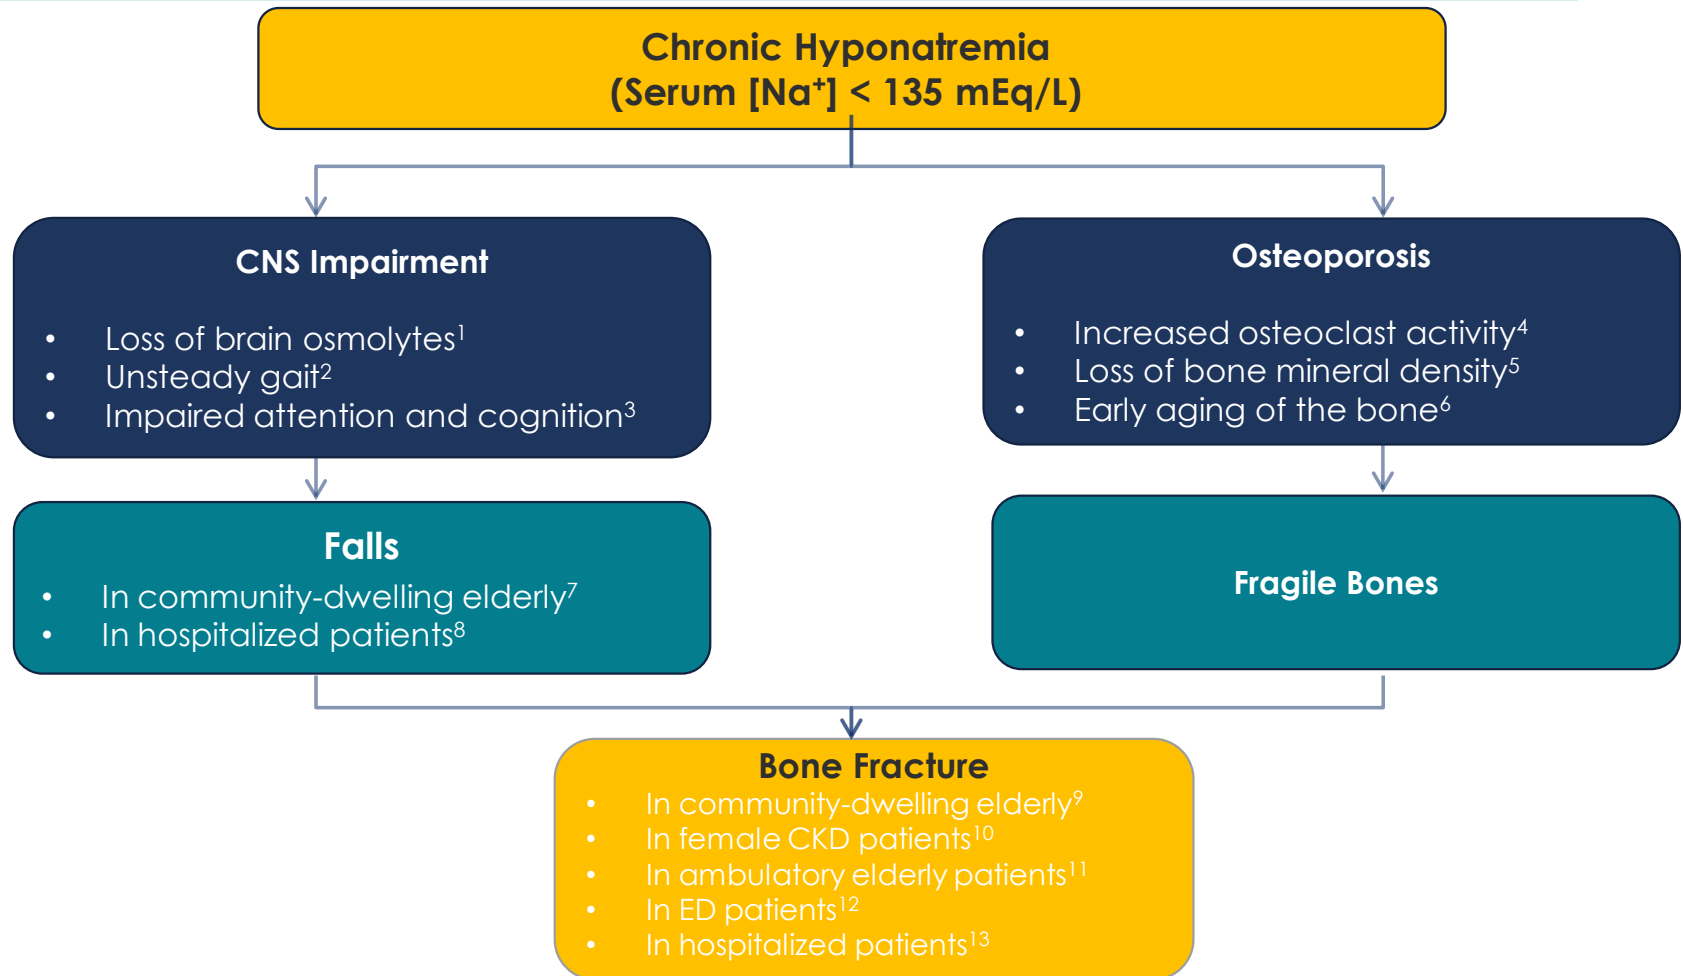 Chronic Hyponatremia
(Serum [Na⁺] < 135 mEq/L)
CNS Impairment
• Loss of brain osmolytes¹
• Unsteady gait²
• Impaired attention and cognition³
Osteoporosis
• Increased osteoclast activity⁴
• Loss of bone mineral density⁵
• Early aging of the bone⁶
Falls
• In community-dwelling elderly⁷
• In hospitalized patients⁸
Fragile Bones
Bone Fracture
• In community-dwelling elderly⁹
• In female CKD patients¹⁰
• In ambulatory elderly patients¹¹
• In ED patients¹²
• In hospitalized patients¹³